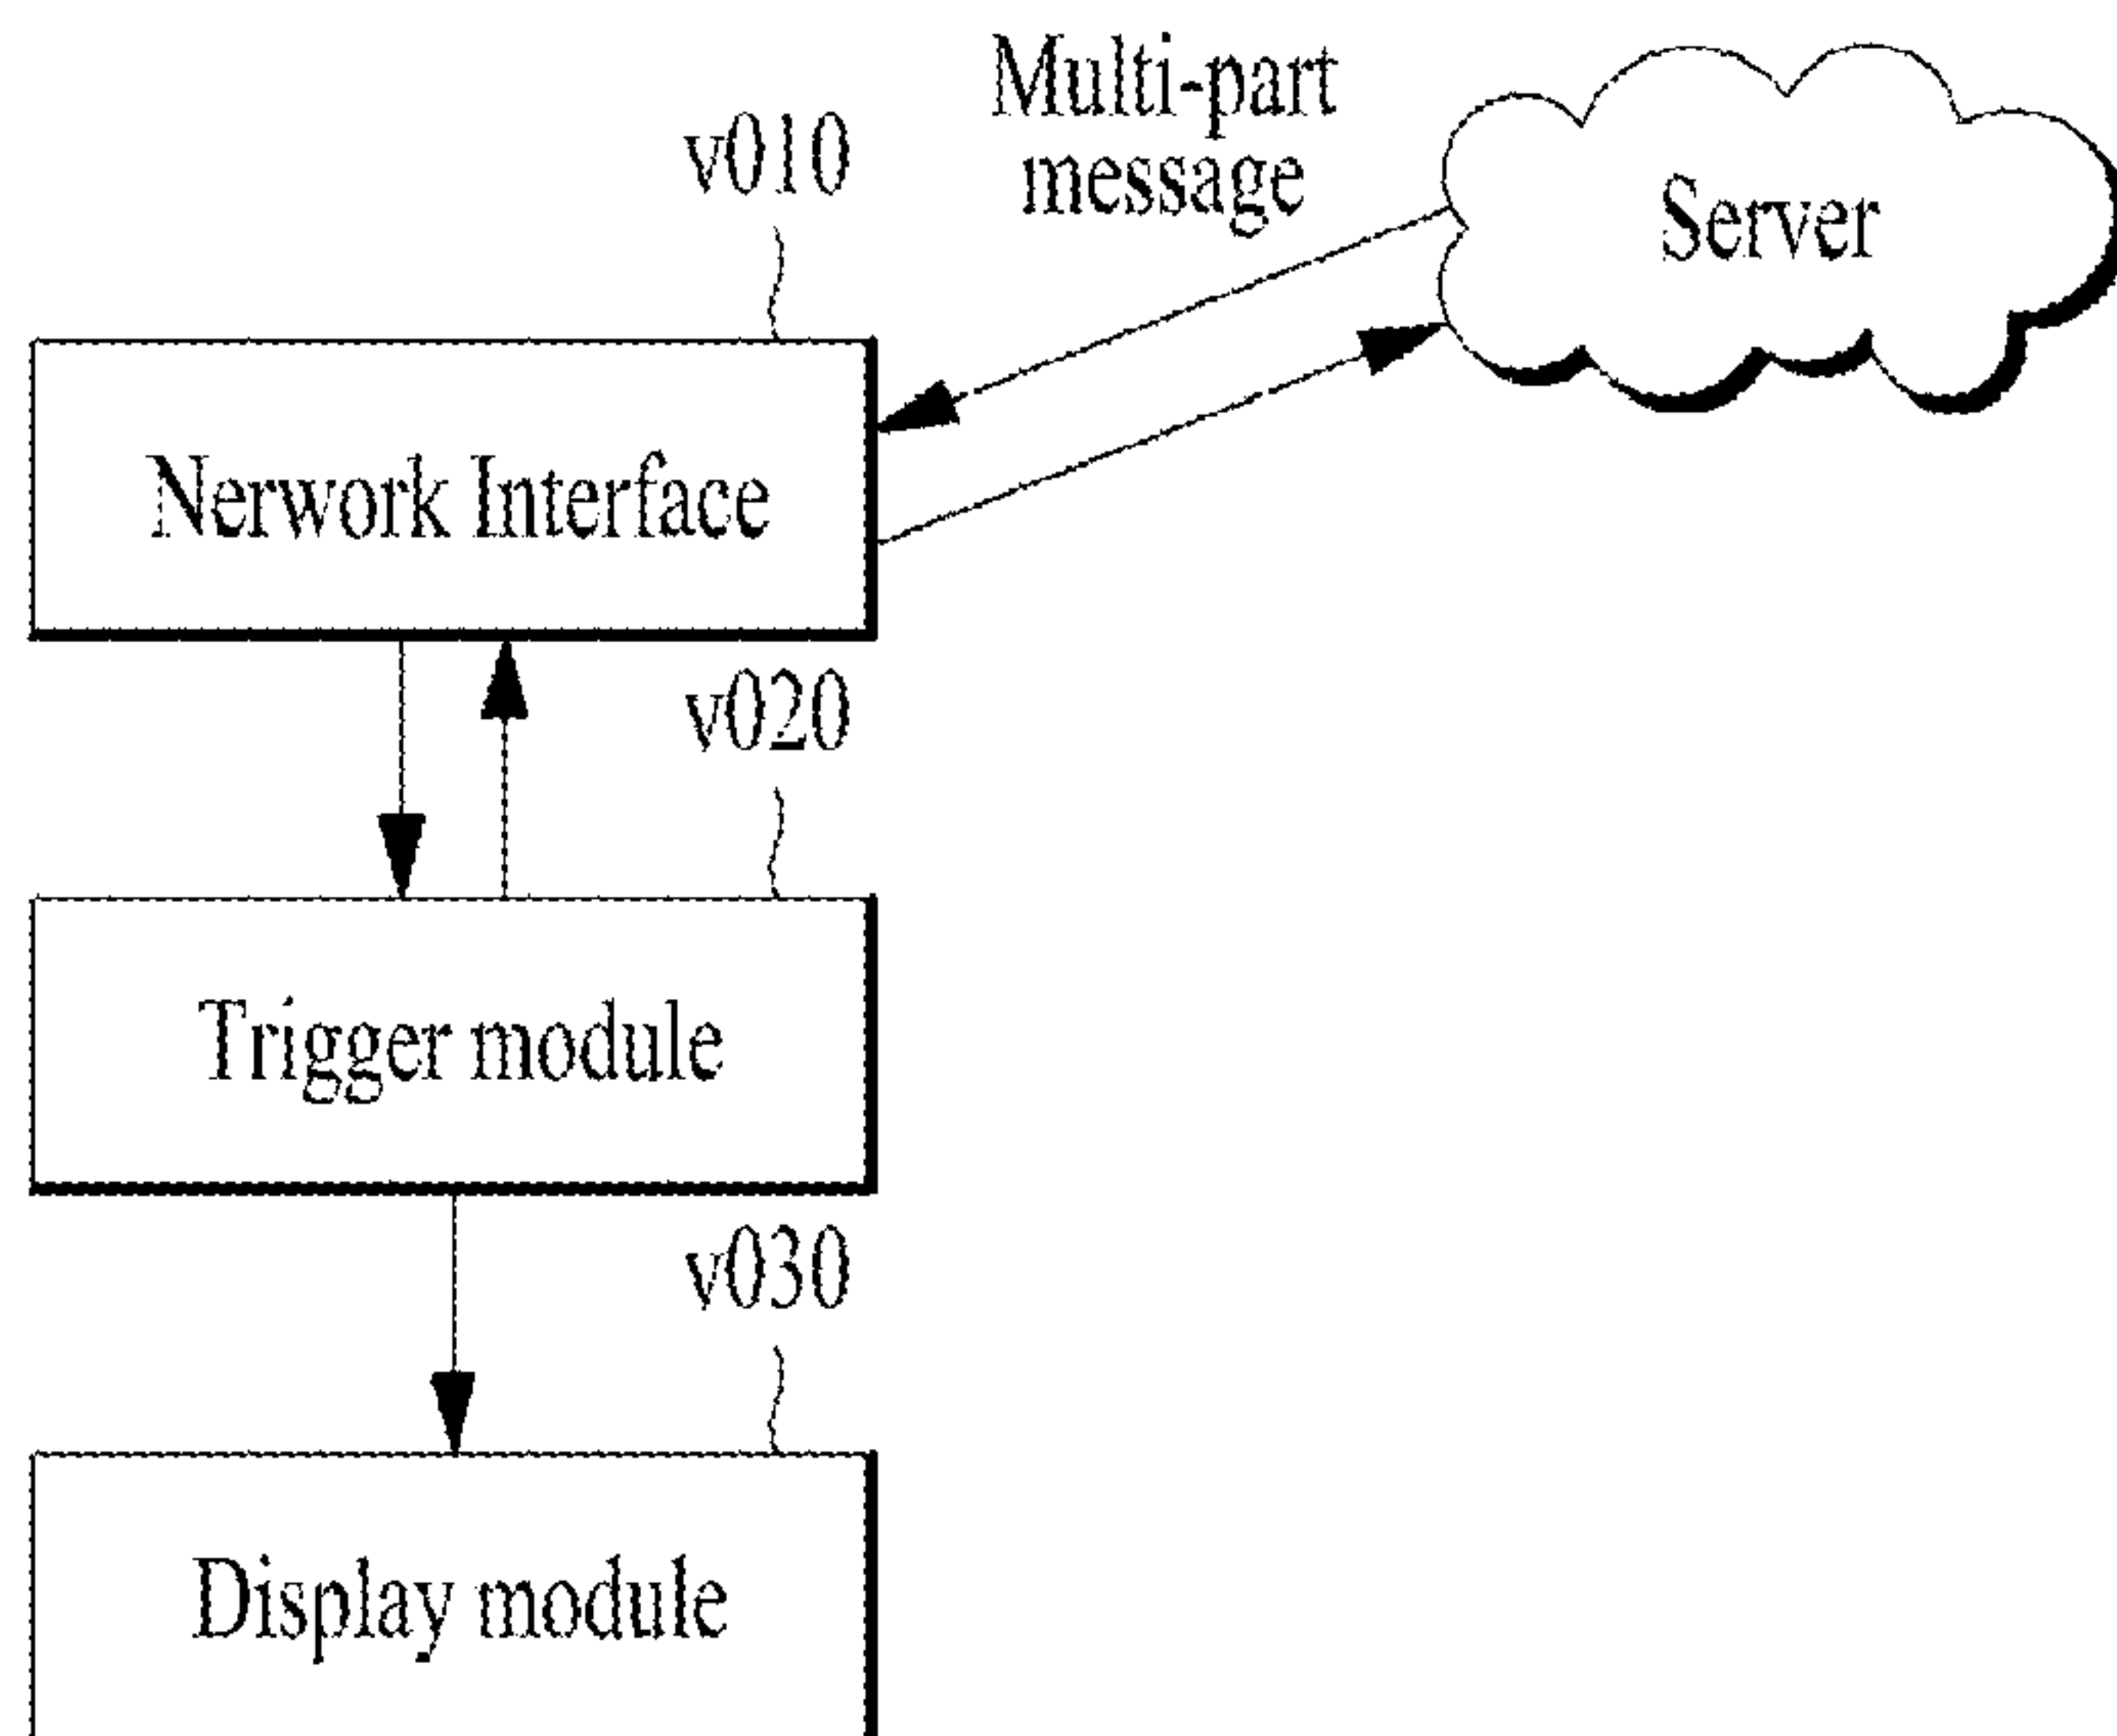 Multi-part
message
v010
Server
Nerwork Interface
v020
Trigger module
v030
Display module